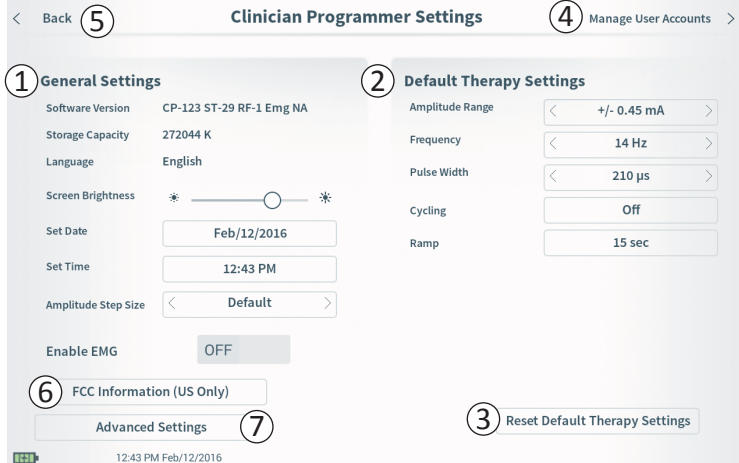 Back 5 Clinician Programmer Settings 4 Manage User Accounts
1 General Settings
Software Version CP-123 ST-29 RF-1 Emg NA
Storage Capacity 272044 K
Language English
Screen Brightness
Set Date Feb/12/2016
Set Time 12:43 PM
Amplitude Step Size Default
Enable EMG OFF
6 FCC Information (US Only)
Advanced Settings 7
12:43 PM Feb/12/2016
2 Default Therapy Settings
Amplitude Range +/- 0.45 mA
Frequency 14 Hz
Pulse Width 210 µs
Cycling Off
Ramp 15 sec
3 Reset Default Therapy Settings